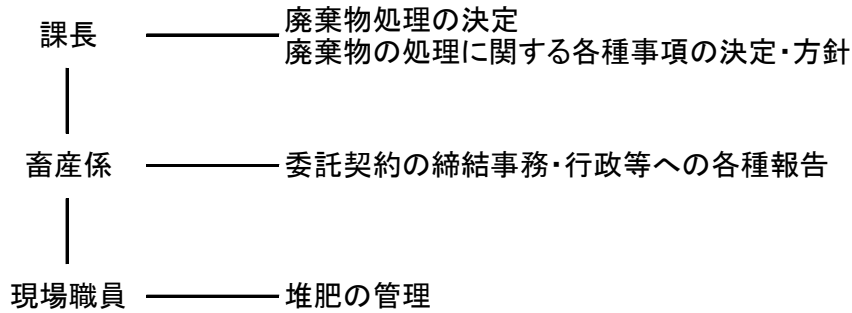 課長
廃棄物処理の決定
廃棄物の処理に関する各種事項の決定・方針
畜産係
委託契約の締結事務・行政等への各種報告
現場職員
堆肥の管理